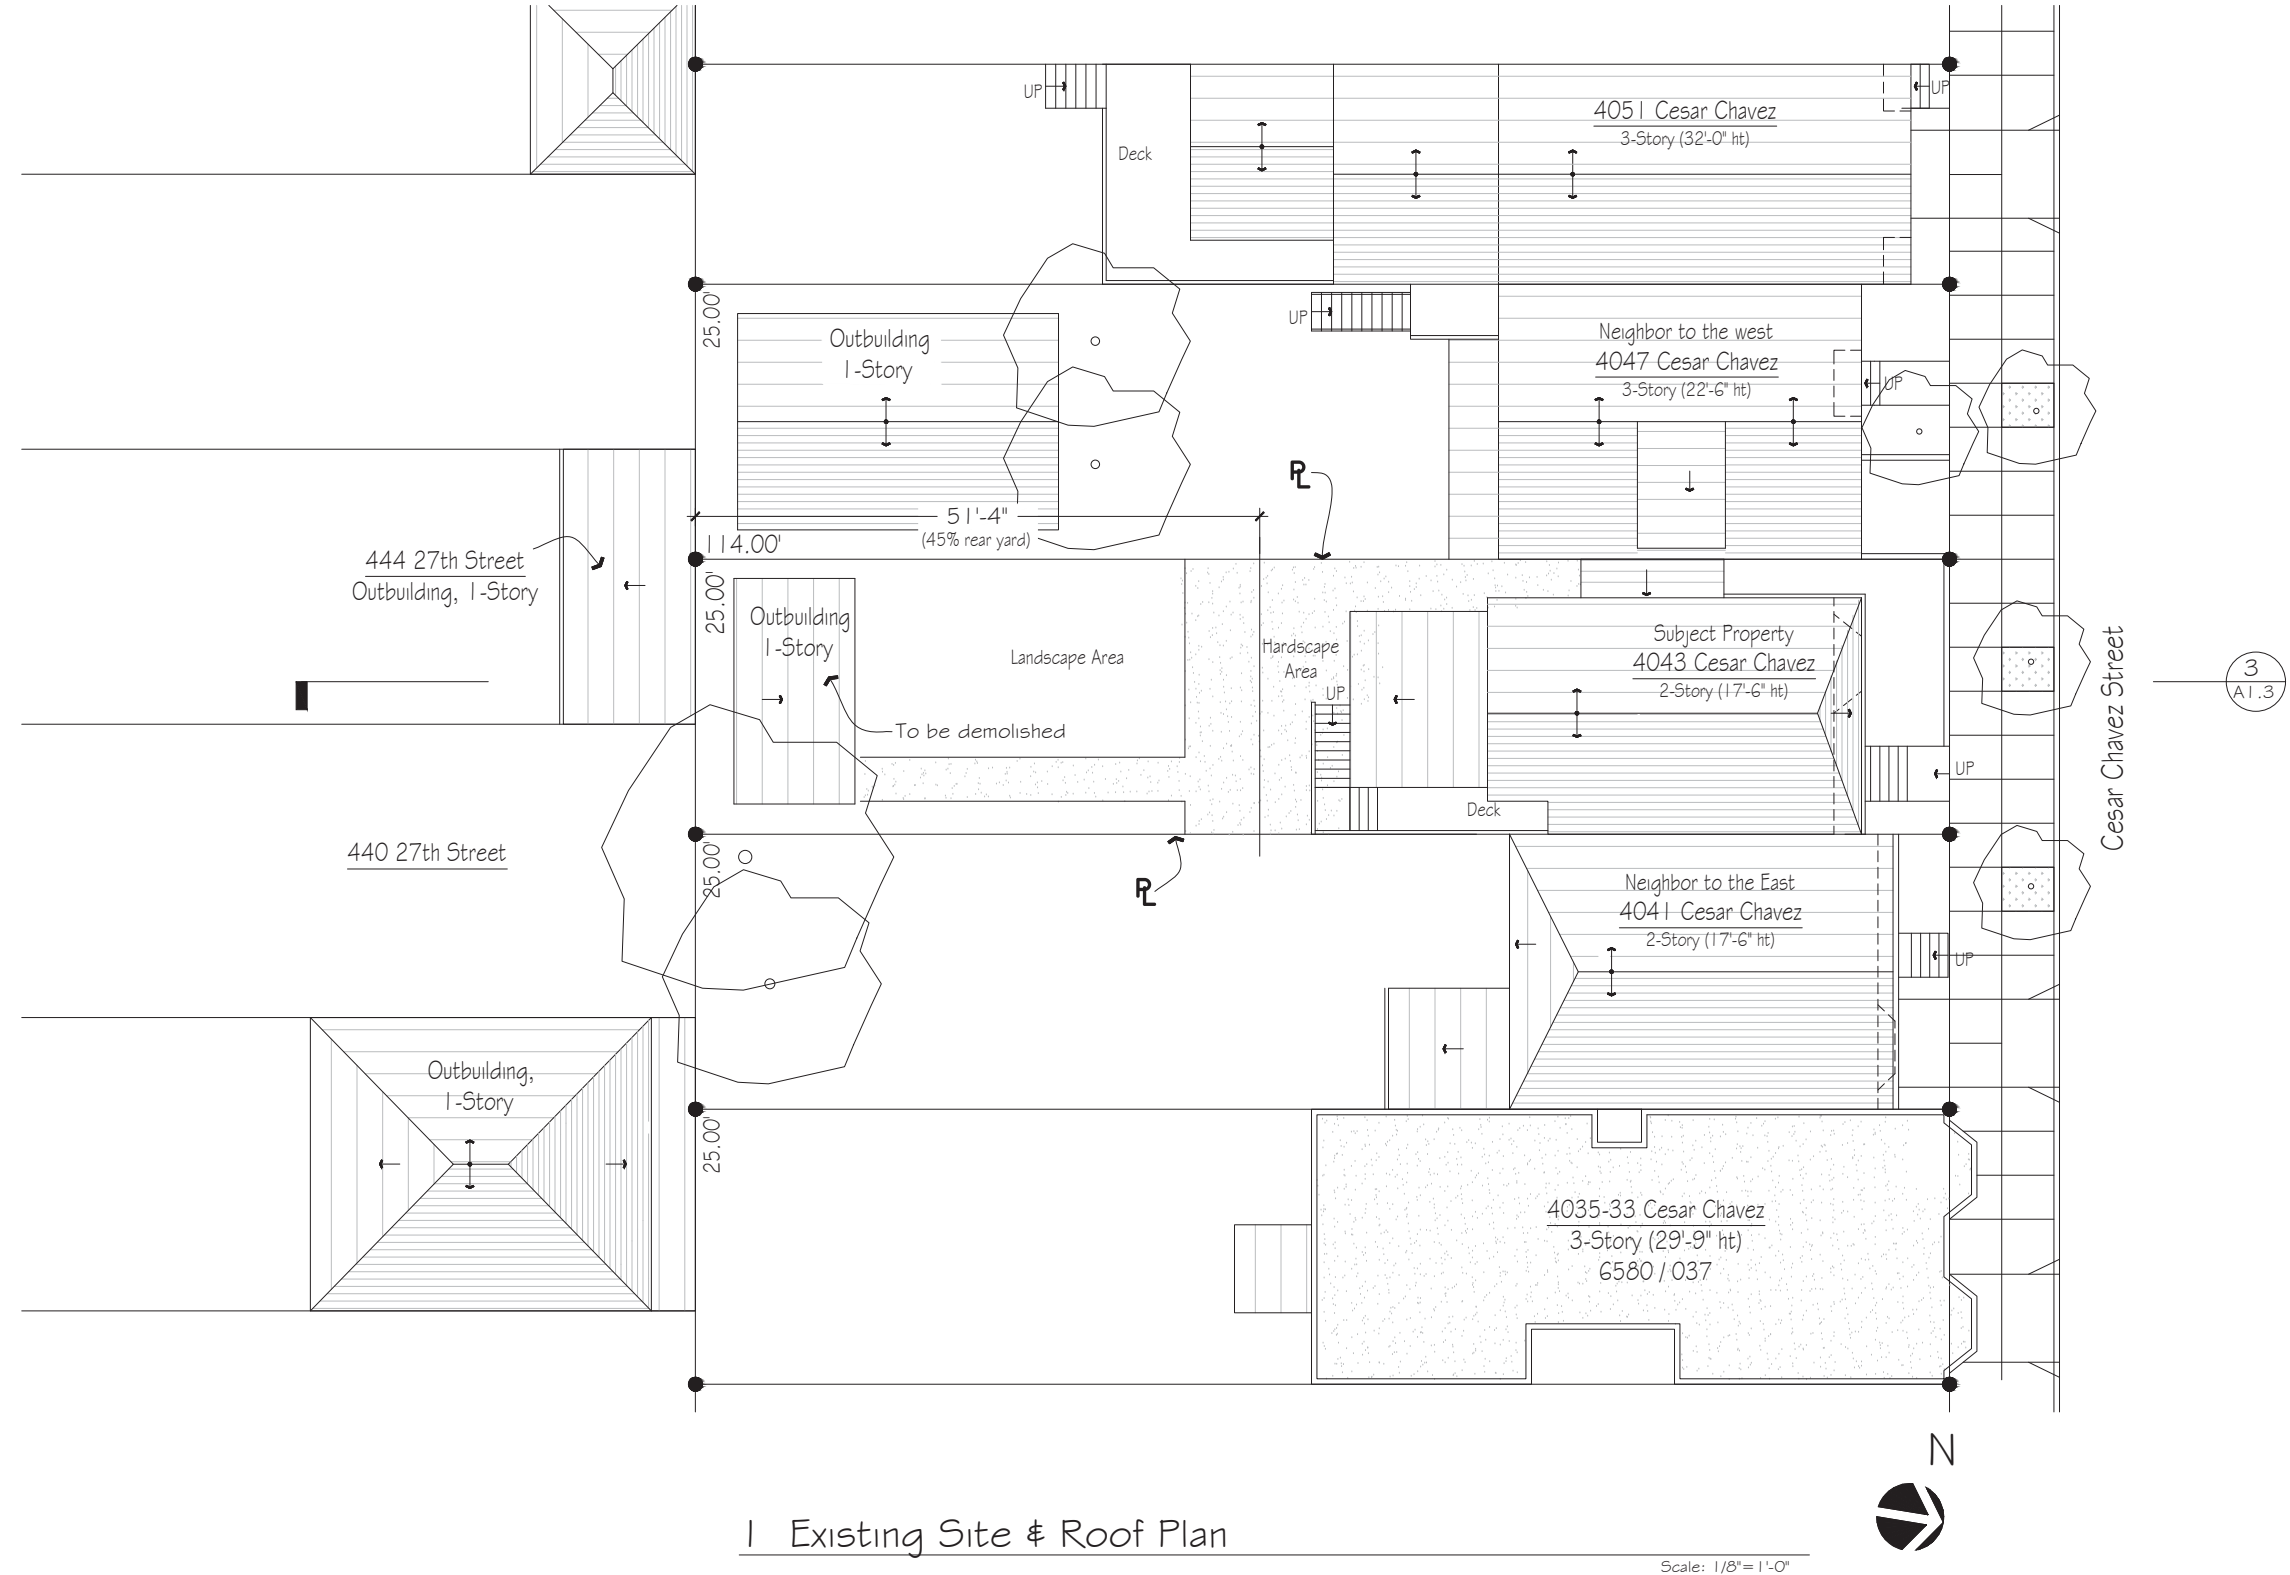 UP
UP
4051 Cesar Chavez
3-Story (32'-0" ht)
Deck
25.00'
Outbuilding
1-Story
UP
Neighbor to the west
4047 Cesar Chavez
3-Story (22'-6" ht)
UP
PL
51'-4"
(45% rear yard)
114.00'
444 27th Street
Outbuilding, 1-Story
25.00'
Outbuilding
1-Story
Landscape Area
Hardscape
Area
UP
Subject Property
4043 Cesar Chavez
2-Story (17'-6" ht)
To be demolished
UP
Deck
Cesar Chavez Street
3
A1.3
440 27th Street
25.00'
PL
Neighbor to the East
4041 Cesar Chavez
2-Story (17'-6" ht)
UP
Outbuilding,
1-Story
25.00'
4035-33 Cesar Chavez
3-Story (29'-9" ht)
6580 / 037
N
1 Existing Site & Roof Plan
Scale: 1/8"=1'-0"